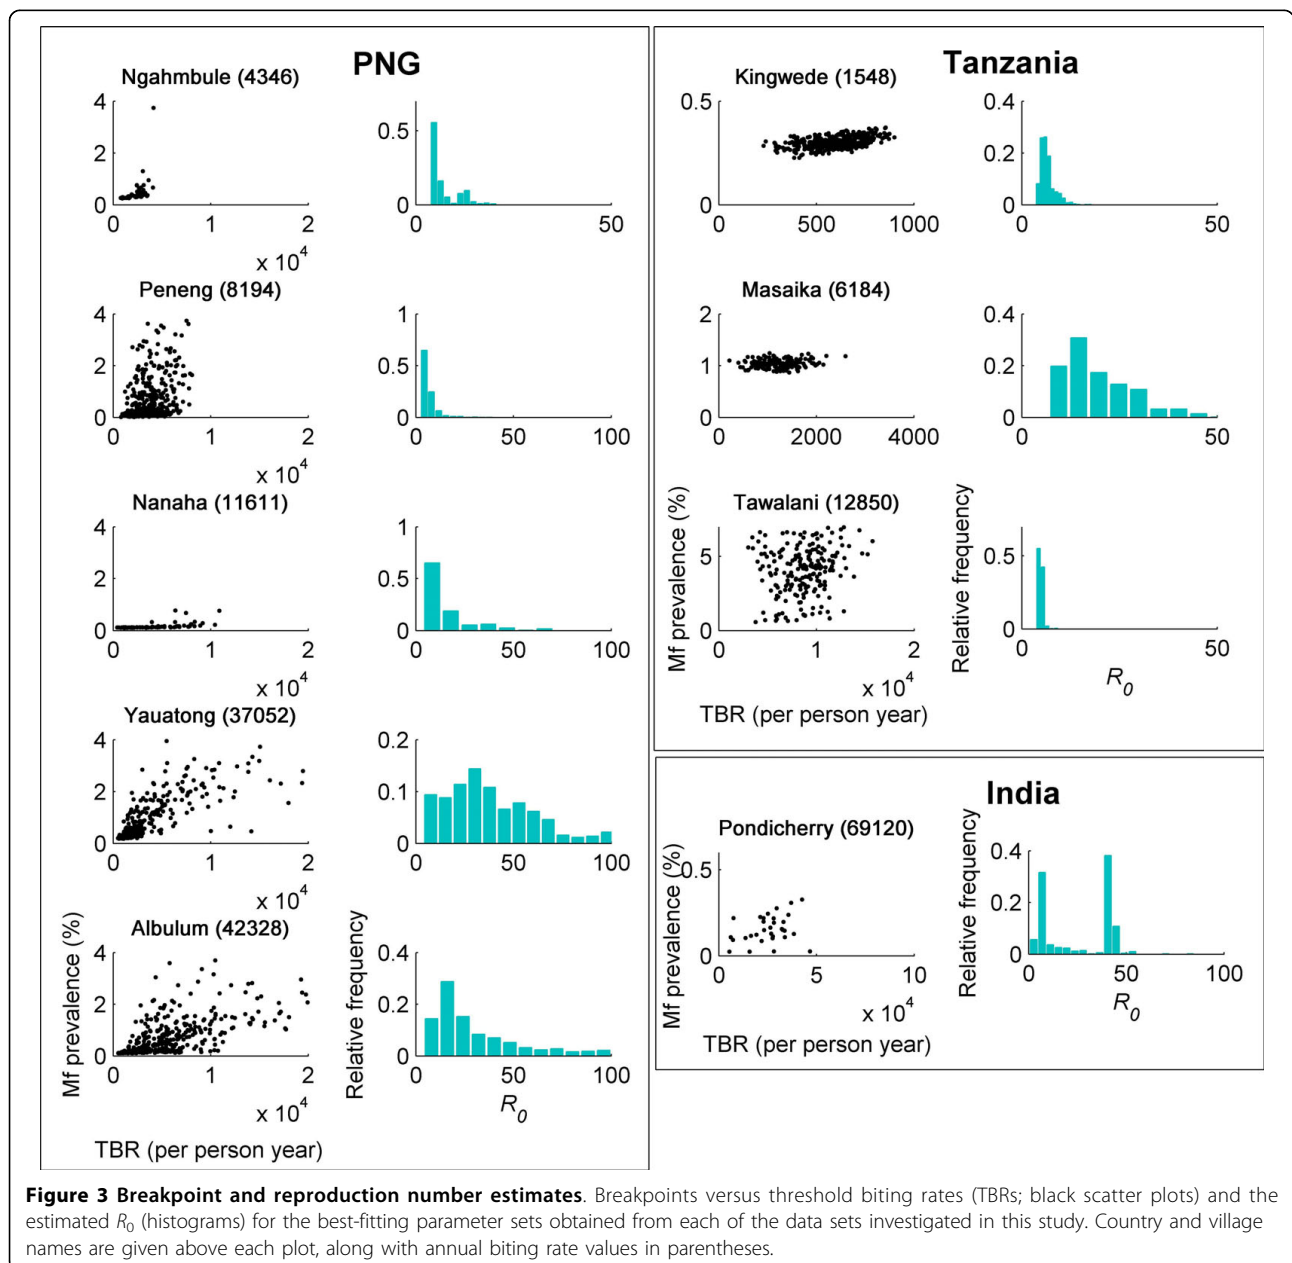 PNG
Ngahmbule (4346)
4
2
0
0 1 2
x 10^4
0.5
0
0 50
Peneng (8194)
4
2
0
0 1 2
x 10^4
1
0.5
0
0 50 100
Nanaha (11611)
4
2
0
0 1 2
x 10^4
1
0.5
0
0 50 100
Yauatong (37052)
4
2
0
0 1 2
x 10^4
0.2
0.1
0
0 50 100
Albulum (42328)
Mf prevalence (%)
4
2
0
0 1 2
x 10^4
TBR (per person year)
Relative frequency
0.4
0.2
0
0 50 100
R_0
Tanzania
Kingwede (1548)
0.5
0
0 500 1000
0.4
0.2
0
0 50
Masaika (6184)
2
1
0
0 2000 4000
0.4
0.2
0
0 50
Tawalani (12850)
Mf prevalence (%)
5
0
0 1 2
x 10^4
TBR (per person year)
Relative frequency
0.5
0
0 50
R_0
India
Pondicherry (69120)
Mf prevalence (%)
0.5
0
0 5 10
x 10^4
TBR (per person year)
Relative frequency
0.4
0.2
0
0 50 100
R_0
Figure 3 Breakpoint and reproduction number estimates. Breakpoints versus threshold biting rates (TBRs; black scatter plots) and the
estimated R_0 (histograms) for the best-fitting parameter sets obtained from each of the data sets investigated in this study. Country and village
names are given above each plot, along with annual biting rate values in parentheses.